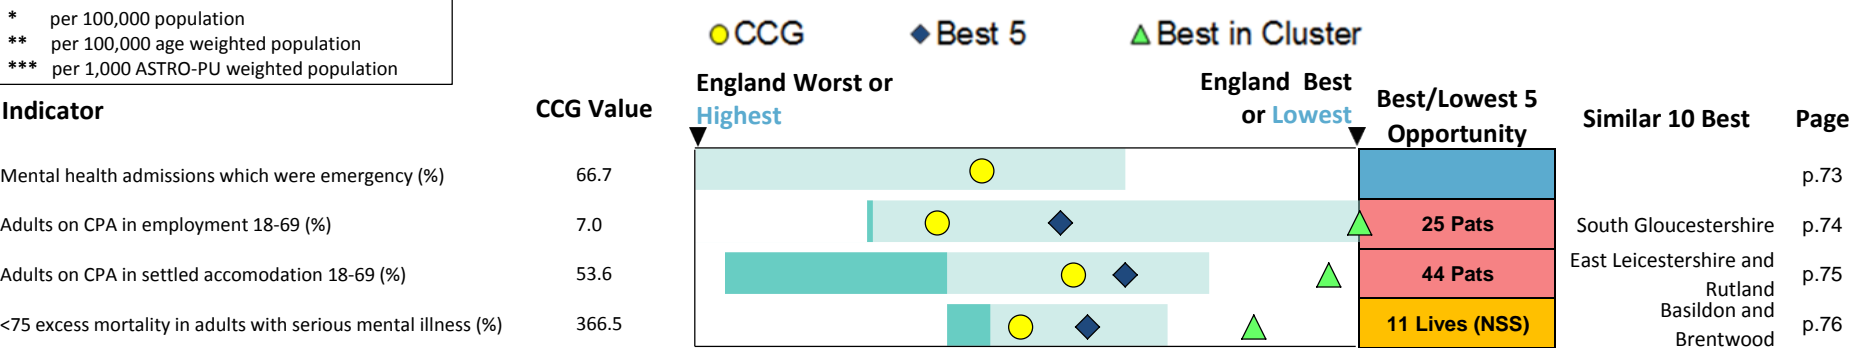 * per 100,000 population
** per 100,000 age weighted population
*** per 1,000 ASTRO-PU weighted population
CCG Best 5 Best in Cluster
England Worst or
Highest
England Best
or Lowest
Indicator CCG Value Best/Lowest 5
Opportunity Similar 10 Best Page
Mental health admissions which were emergency (%) 66.7 p.73
Adults on CPA in employment 18-69 (%) 7.0 25 Pats South Gloucestershire p.74
Adults on CPA in settled accomodation 18-69 (%) 53.6 44 Pats East Leicestershire and
Rutland p.75
<75 excess mortality in adults with serious mental illness (%) 366.5 11 Lives (NSS) Basildon and
Brentwood p.76